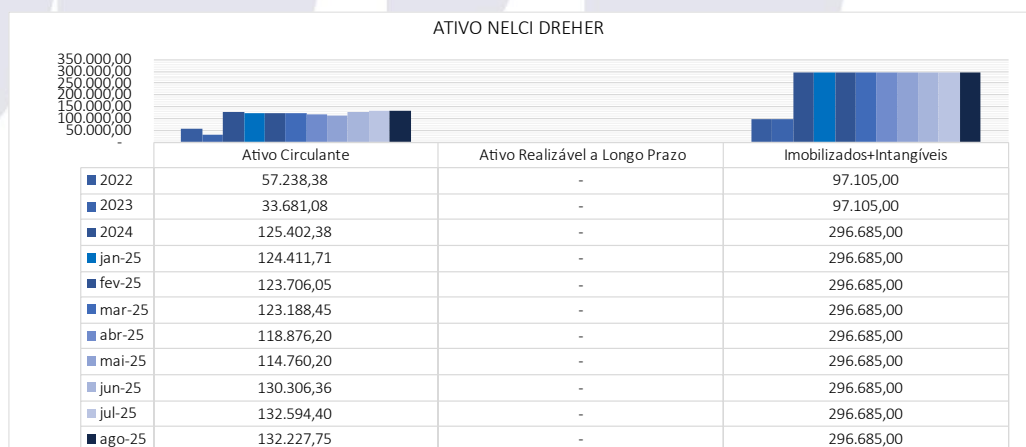 ATIVO NELCI DREHER
350.000,00
300.000,00
250.000,00
200.000,00
150.000,00
100.000,00
50.000,00
-
Ativo Circulante Ativo Realizável a Longo Prazo Imobilizados+Intangíveis
2022 57.238,38 - 97.105,00
2023 33.681,08 - 97.105,00
2024 125.402,38 - 296.685,00
jan-25 124.411,71 - 296.685,00
fev-25 123.706,05 - 296.685,00
mar-25 123.188,45 - 296.685,00
abr-25 118.876,20 - 296.685,00
mai-25 114.760,20 - 296.685,00
jun-25 130.306,36 - 296.685,00
jul-25 132.594,40 - 296.685,00
ago-25 132.227,75 - 296.685,00